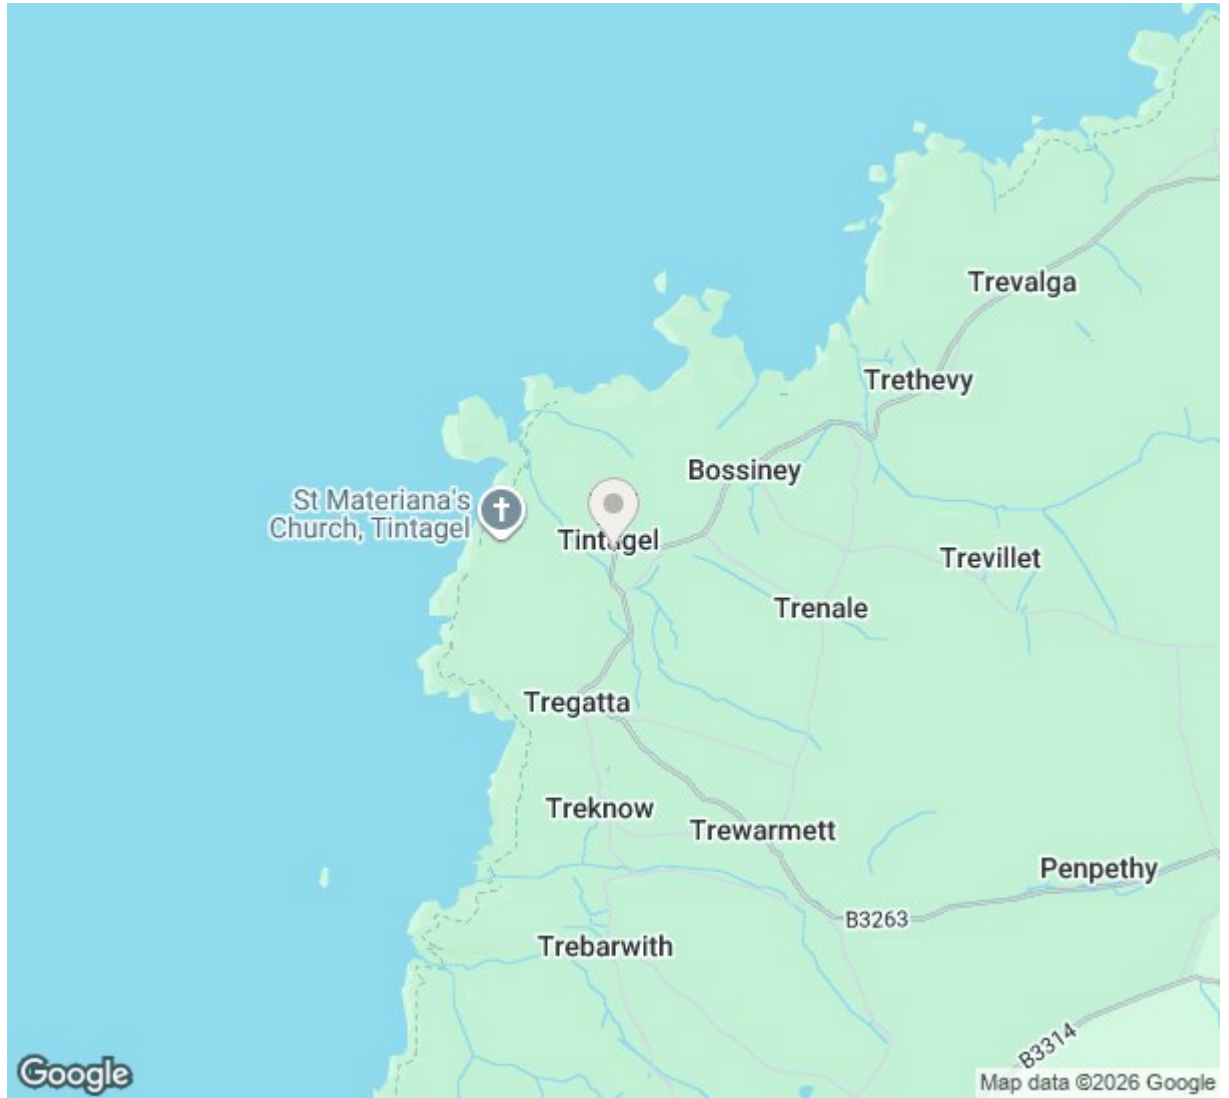 Trevalga
Trethevy
Bossiney
St Materiana's
Church, Tintagel
Tintagel
Trevillet
Trenale
Tregatta
Treknow
Trewarmett
Penpethy
B3263
Trebarwith
B3314
Google
Map data ©2026 Google